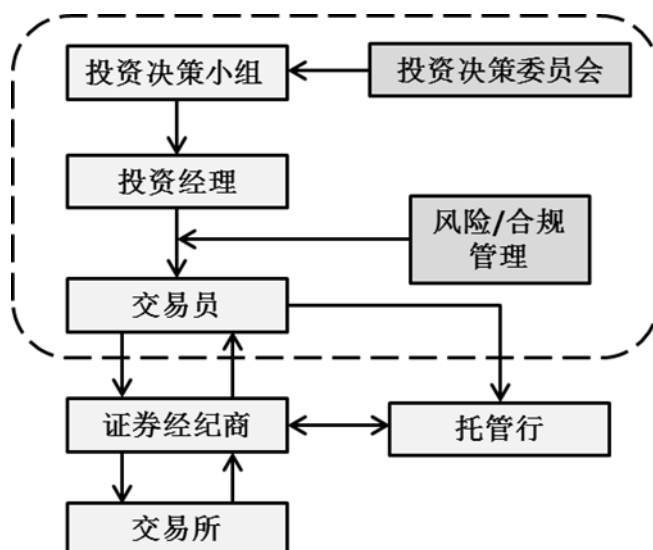 投资决策小组
投资决策委员会
投资经理
风险/合规
管理
交易员
证券经纪商
托管行
交易所